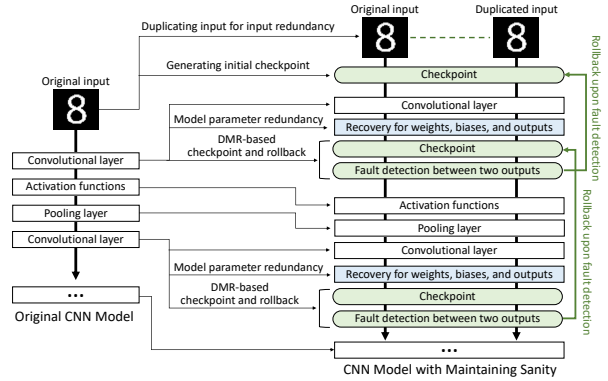 Original input
Duplicated input
Duplicating input for input redundancy
8
8
Generating initial checkpoint
Checkpoint
Original input
8
Convolutional layer
Model parameter redundancy
Recovery for weights, biases, and outputs
DMR-based
checkpoint and rollback
Checkpoint
Fault detection between two outputs
Convolutional layer
Activation functions
Pooling layer
Convolutional layer
...
Original CNN Model
Activation functions
Pooling layer
Convolutional layer
Model parameter redundancy
Recovery for weights, biases, and outputs
DMR-based
checkpoint and rollback
Checkpoint
Fault detection between two outputs
...
CNN Model with Maintaining Sanity
Rollback upon fault detection
Rollback upon fault detection